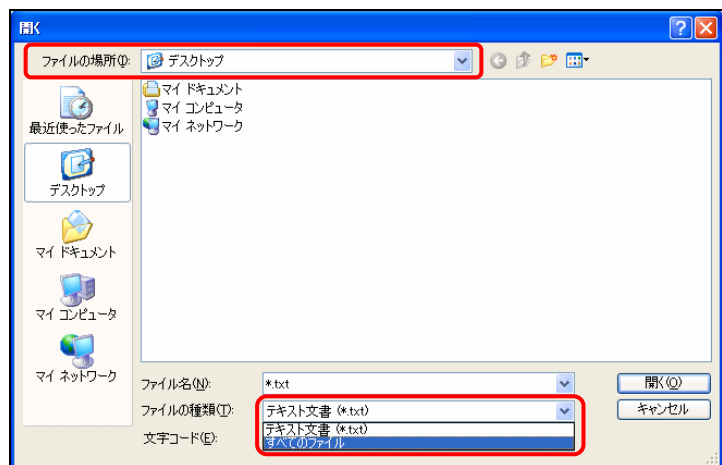 開く
ファイルの場所(I):
デスクトップ
マイ ドキュメント
マイ コンピュータ
マイ ネットワーク
最近使ったファイル
デスクトップ
マイ ドキュメント
マイ コンピュータ
マイ ネットワーク
ファイル名(N):
*.txt
開く(O)
ファイルの種類(T):
テキスト文書 (*.txt)
キャンセル
テキスト文書 (*.txt)
すべてのファイル
文字コード(E):